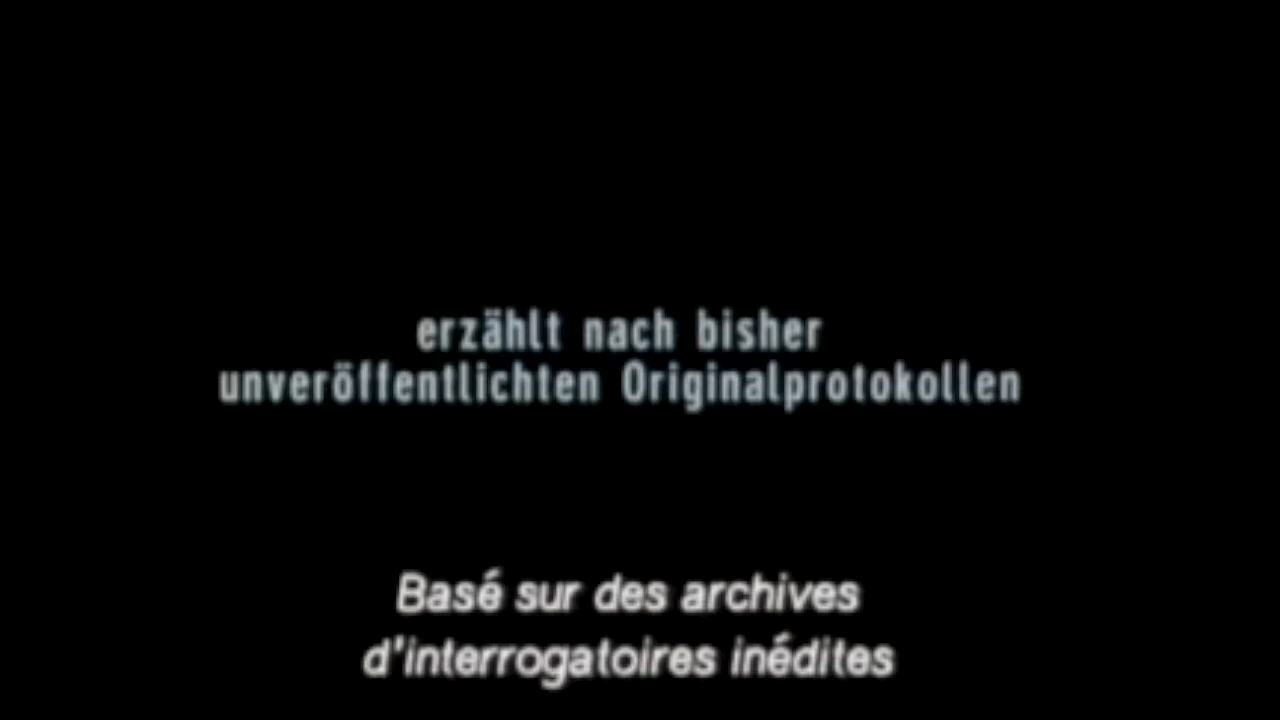 erzählt nach bisher
unveröffentlichten Originalprotokollen
Basé sur des archives
d'interrogatoires inédites